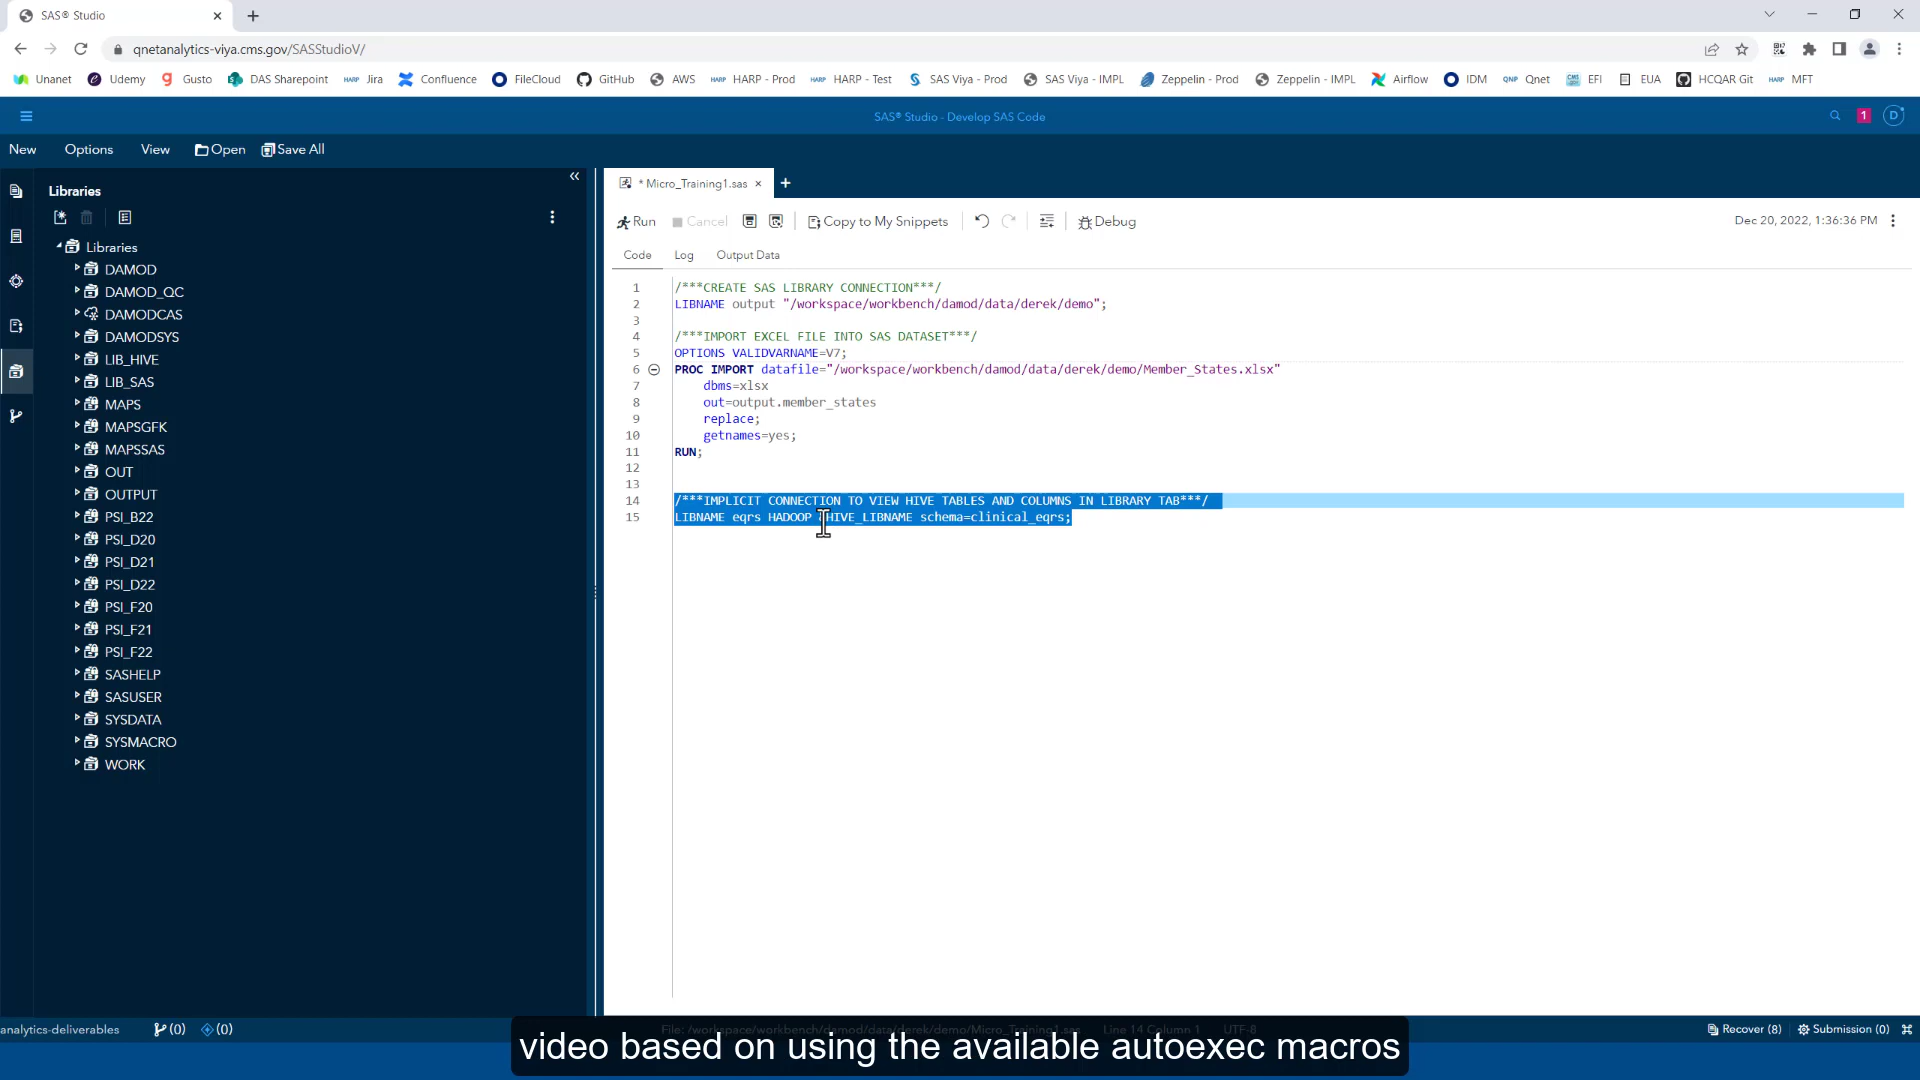 SAS® Studio
qnetanalytics-viya.cms.gov/SASStudioV/
Unanet Udemy Gusto DAS Sharepoint HARP Jira Confluence FileCloud GitHub AWS HARP HARP - Prod HARP HARP - Test SAS Viya - Prod SAS Viya - IMPL Zeppelin - Prod Zeppelin - IMPL Airflow IDM QNP Qnet CMS EFI EUA HCQAR Git HARP MFT
SAS® Studio - Develop SAS Code
1
D
New Options View Open Save All
Libraries
Libraries
DAMOD
DAMOD_QC
DAMODCAS
DAMODSYS
LIB_HIVE
LIB_SAS
MAPS
MAPSGFK
MAPSSAS
OUT
OUTPUT
PSI_B22
PSI_D20
PSI_D21
PSI_D22
PSI_F20
PSI_F21
PSI_F22
SASHELP
SASUSER
SYSDATA
SYSMACRO
WORK
* Micro_Training1.sas
Run Cancel Copy to My Snippets Debug
Dec 20, 2022, 1:36:36 PM
Code Log Output Data
1 /***CREATE SAS LIBRARY CONNECTION***/
2 LIBNAME output "/workspace/workbench/damod/data/derek/demo";
3
4 /***IMPORT EXCEL FILE INTO SAS DATASET***/
5 OPTIONS VALIDVARNAME=V7;
6 PROC IMPORT datafile="/workspace/workbench/damod/data/derek/demo/Member_States.xlsx"
7 dbms=xlsx
8 out=output.member_states
9 replace;
10 getnames=yes;
11 RUN;
12
13
14 /***IMPLICIT CONNECTION TO VIEW HIVE TABLES AND COLUMNS IN LIBRARY TAB***/
15 LIBNAME eqrs HADOOP &HIVE_LIBNAME schema=clinical_eqrs;
analytics-deliverables (0) (0)
File: /workspace/workbench/damod/data/derek/demo/Micro_Training1.sas Line 14 Column 1 UTF-8
Recover (8) Submission (0)
video based on using the available autoexec macros